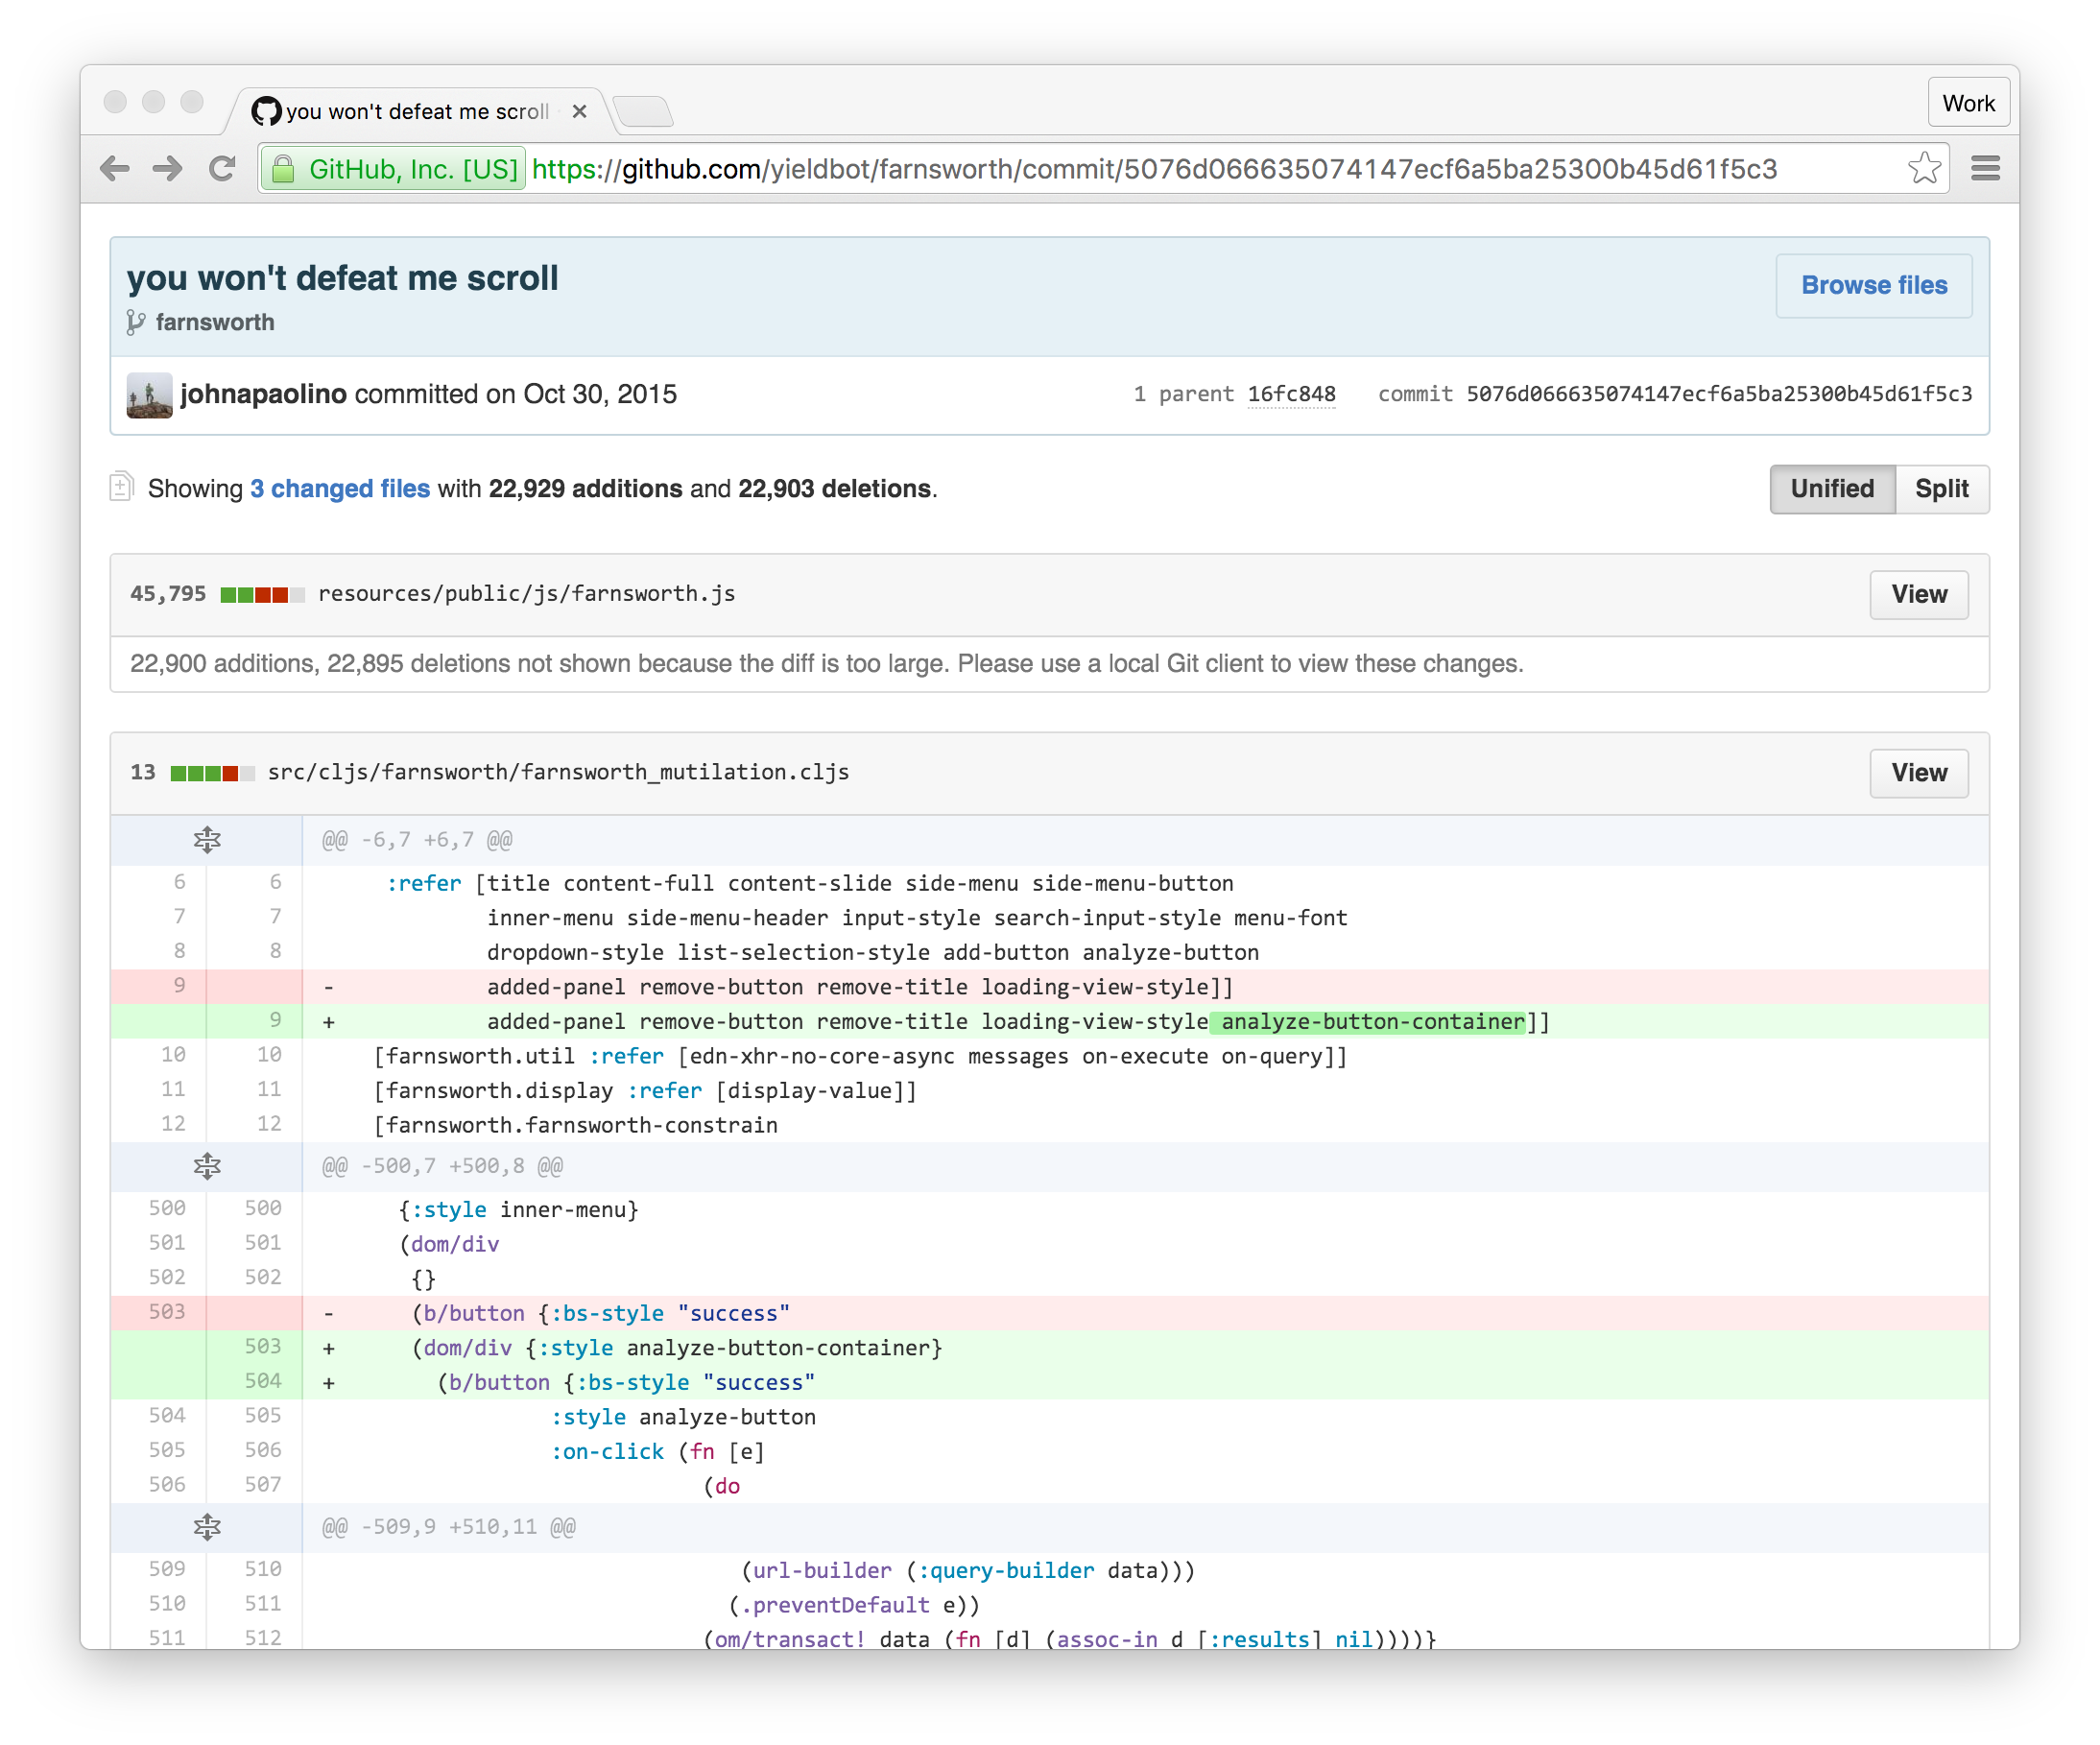 you won't defeat me scroll
Work
GitHub, Inc. [US] https://github.com/yieldbot/farnsworth/commit/5076d066635074147ecf6a5ba25300b45d61f5c3
you won't defeat me scroll
Browse files
farnsworth
johnapaolino committed on Oct 30, 2015
1 parent 16fc848 commit 5076d066635074147ecf6a5ba25300b45d61f5c3
Showing 3 changed files with 22,929 additions and 22,903 deletions.
Unified Split
45,795 resources/public/js/farnsworth.js
View
22,900 additions, 22,895 deletions not shown because the diff is too large. Please use a local Git client to view these changes.
13 src/cljs/farnsworth/farnsworth_mutilation.cljs
View
@@ -6,7 +6,7 @@
6 6 :refer [title content-full content-slide side-menu side-menu-button
7 7 inner-menu side-menu-header input-style search-input-style menu-font
8 8 dropdown-style list-selection-style add-button analyze-button
9 - added-panel remove-button remove-title loading-view-style]]
9 + added-panel remove-button remove-title loading-view-style analyze-button-container]]
10 10 [farnsworth.util :refer [edn-xhr-no-core-async messages on-execute on-query]]
11 11 [farnsworth.display :refer [display-value]]
12 12 [farnsworth.farnsworth-constrain
@@ -500,7 +500,8 @@
500 500 {:style inner-menu}
501 501 (dom/div
502 502 {}
503 - (b/button {:bs-style "success"
503 + (dom/div {:style analyze-button-container}
504 + (b/button {:bs-style "success"
504 505 :style analyze-button
505 506 :on-click (fn [e]
506 507 (do
@@ -509,9 +510,11 @@
509 510 (url-builder (:query-builder data)))
510 511 (.preventDefault e))
511 512 (om/transact! data (fn [d] (assoc-in d [:results] nil))))}